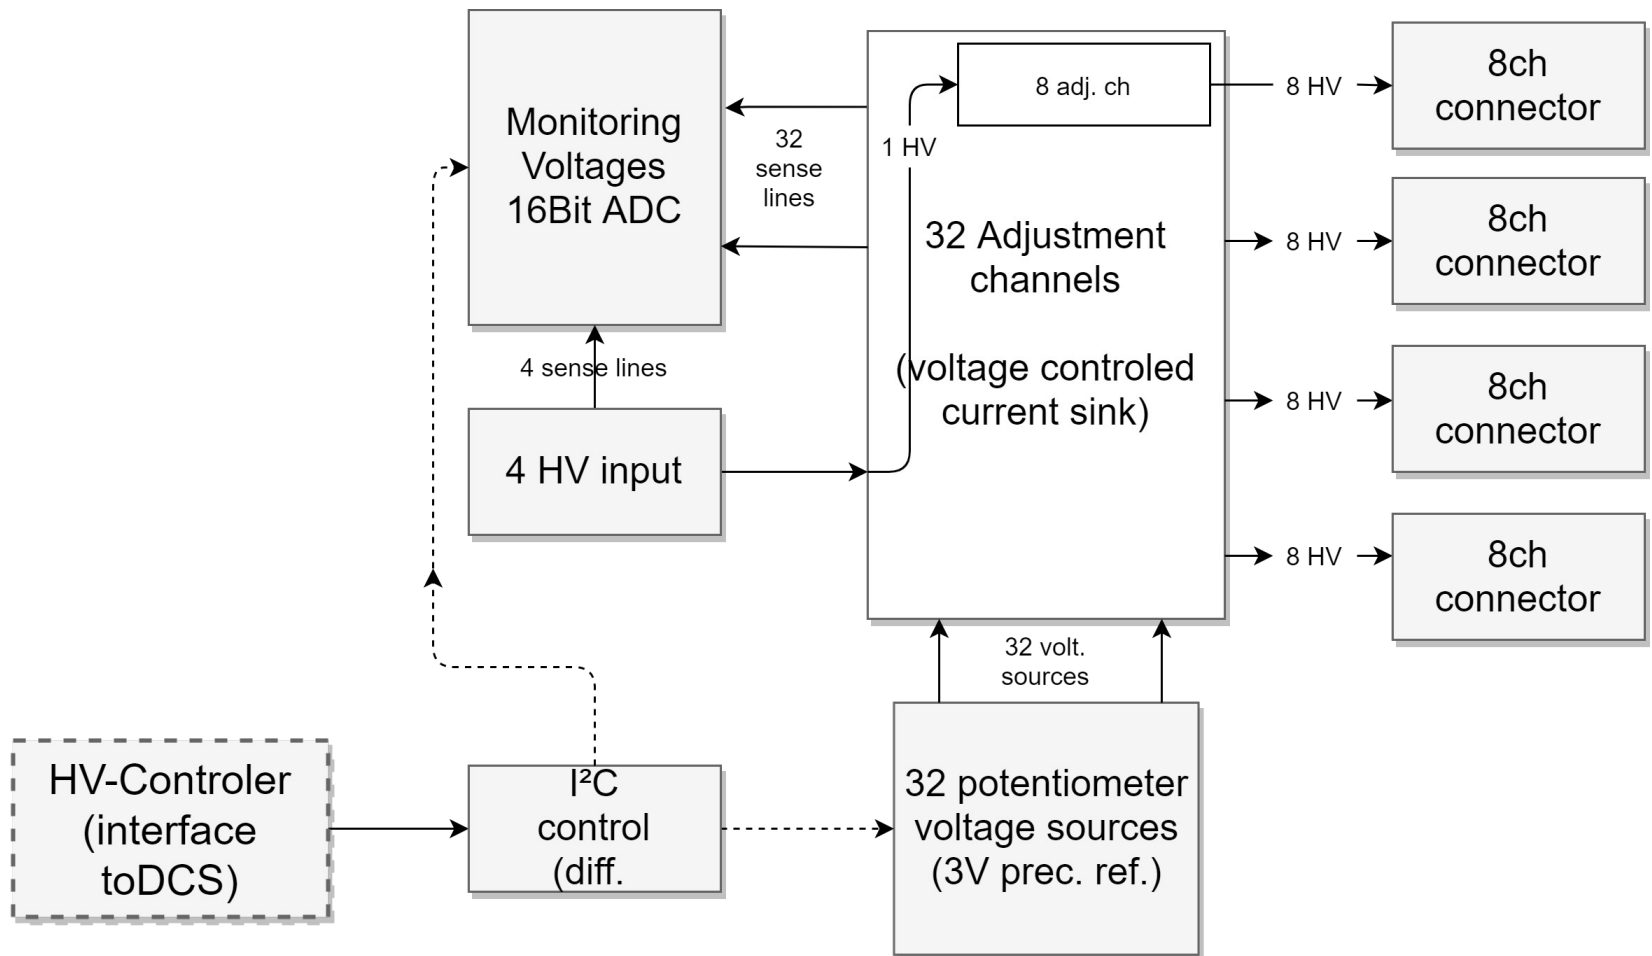 Monitoring
Voltages
16Bit ADC
32
sense
lines
1 HV
8 adj. ch
8 HV
8ch
connector
32 Adjustment
channels
(voltage controled
current sink)
8 HV
8ch
connector
8 HV
8ch
connector
8 HV
8ch
connector
4 sense lines
4 HV input
32 volt.
sources
HV-Controler
(interface
toDCS)
I²C
control
(diff.
32 potentiometer
voltage sources
(3V prec. ref.)